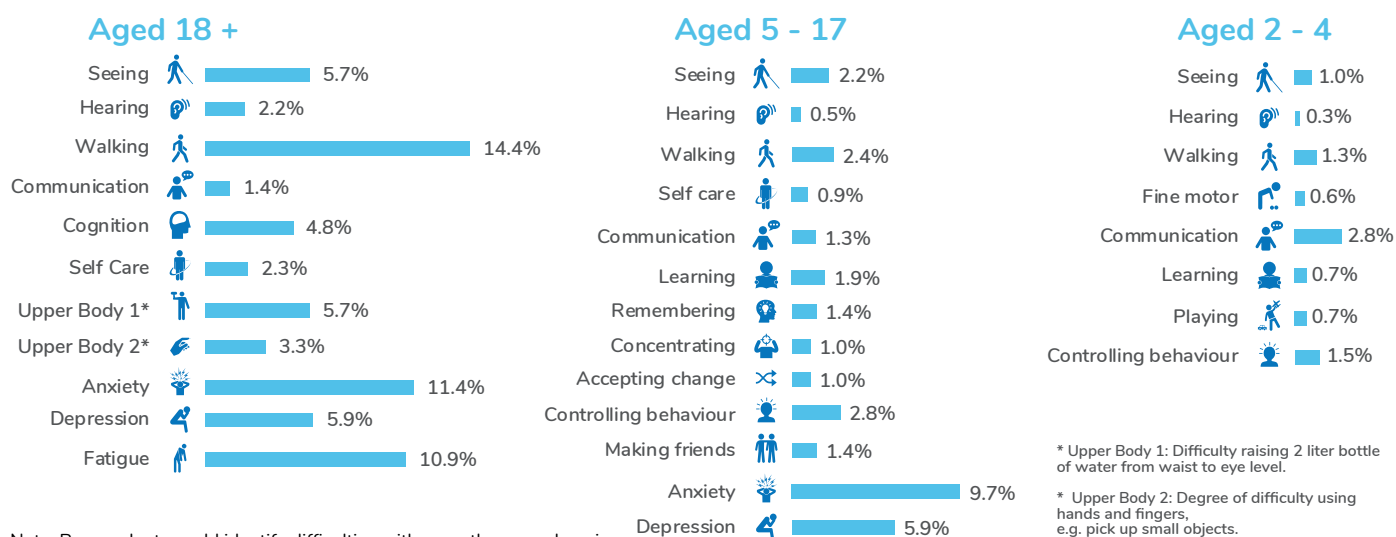 Aged 18 +
Seeing 5.7%
Hearing 2.2%
Walking 14.4%
Communication 1.4%
Cognition 4.8%
Self Care 2.3%
Upper Body 1* 5.7%
Upper Body 2* 3.3%
Anxiety 11.4%
Depression 5.9%
Fatigue 10.9%
Aged 5 - 17
Seeing 2.2%
Hearing 0.5%
Walking 2.4%
Self care 0.9%
Communication 1.3%
Learning 1.9%
Remembering 1.4%
Concentrating 1.0%
Accepting change 1.0%
Controlling behaviour 2.8%
Making friends 1.4%
Anxiety 9.7%
Depression 5.9%
Aged 2 - 4
Seeing 1.0%
Hearing 0.3%
Walking 1.3%
Fine motor 0.6%
Communication 2.8%
Learning 0.7%
Playing 0.7%
Controlling behaviour 1.5%
* Upper Body 1: Difficulty raising 2 liter bottle
of water from waist to eye level.
* Upper Body 2: Degree of difficulty using
hands and fingers,
e.g. pick up small objects.